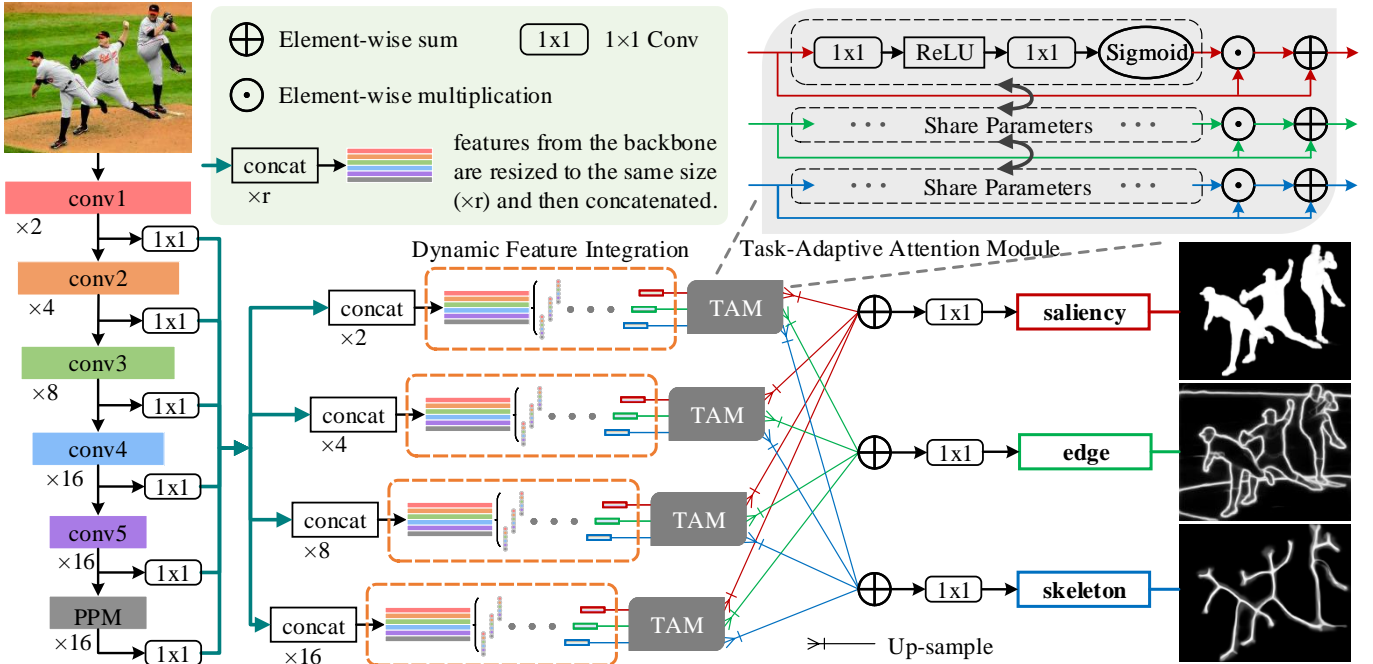 Element-wise sum
1x1
1×1 Conv
Element-wise multiplication
concat
×r
features from the backbone
are resized to the same size
(×r) and then concatenated.
1x1
ReLU
1x1
Sigmoid
Share Parameters
Share Parameters
Task-Adaptive Attention Module
Dynamic Feature Integration
conv1
×2
1x1
conv2
×4
1x1
conv3
×8
1x1
conv4
×16
1x1
conv5
×16
1x1
PPM
×16
1x1
concat
×2
TAM
concat
×4
TAM
concat
×8
TAM
concat
×16
TAM
1x1
saliency
1x1
edge
1x1
skeleton
Up-sample